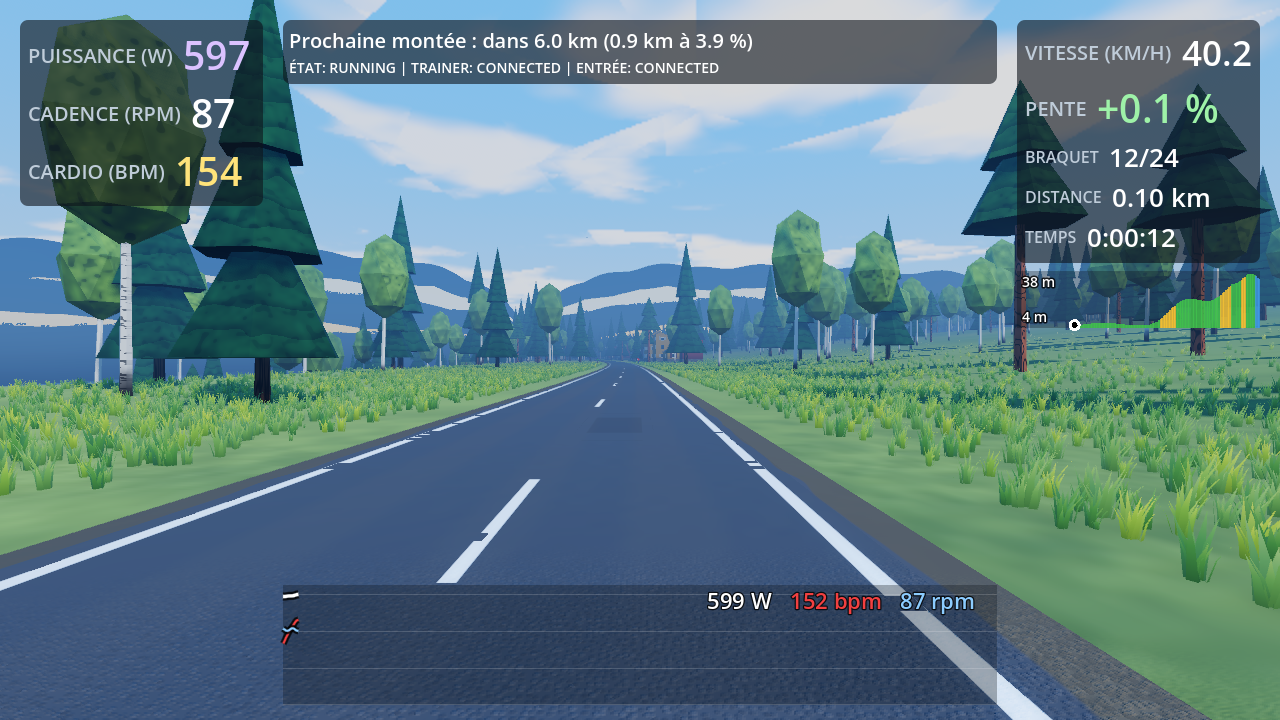 PUISSANCE (W) 597
CADENCE (RPM) 87
CARDIO (BPM) 154
Prochaine montée : dans 6.0 km (0.9 km à 3.9 %)
ÉTAT: RUNNING | TRAINER: CONNECTED | ENTRÉE: CONNECTED
VITESSE (KM/H) 40.2
PENTE +0.1 %
BRAQUET 12/24
DISTANCE 0.10 km
TEMPS 0:00:12
38 m
4 m
599 W 152 bpm 87 rpm